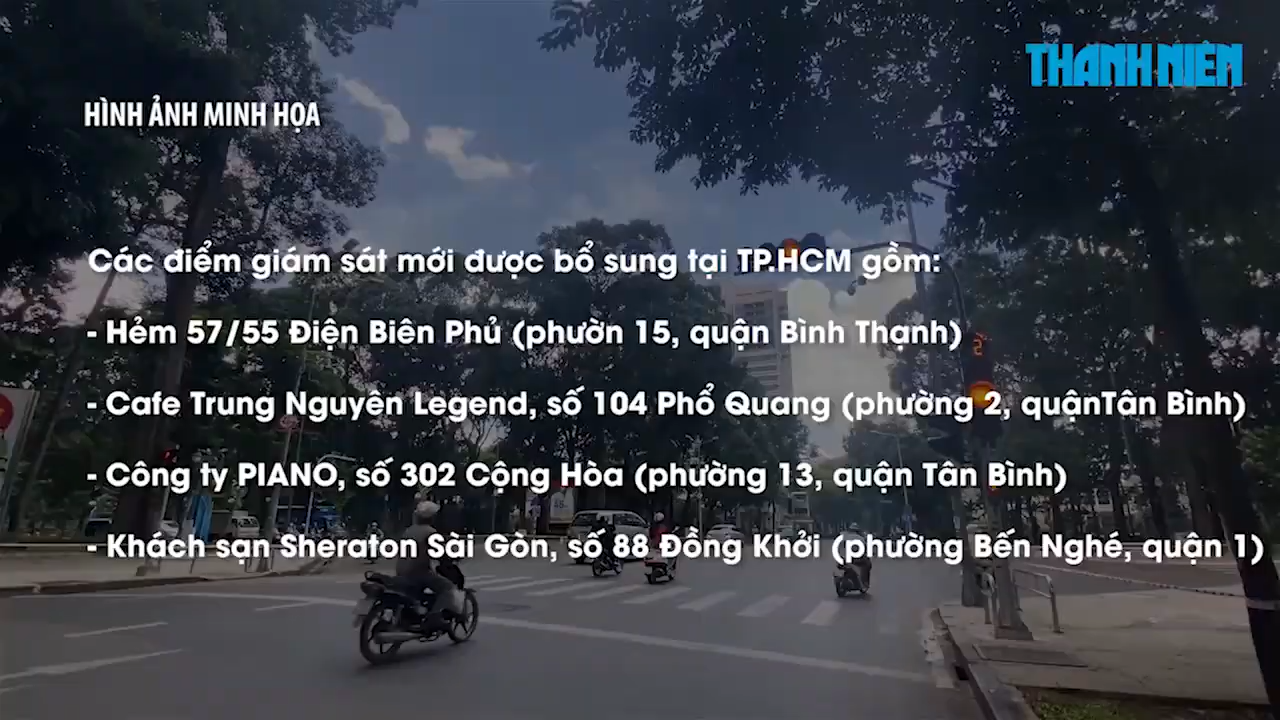 THANH NIÊN
HÌNH ẢNH MINH HỌA
Các điểm giám sát mới được bổ sung tại TP.HCM gồm:
- Hẻm 57/55 Điện Biên Phủ (phườn 15, quận Bình Thạnh)
- Cafe Trung Nguyên Legend, số 104 Phổ Quang (phường 2, quậnTân Bình)
- Công ty PIANO, số 302 Cộng Hòa (phường 13, quận Tân Bình)
- Khách sạn Sheraton Sài Gòn, số 88 Đồng Khởi (phường Bến Nghé, quận 1)